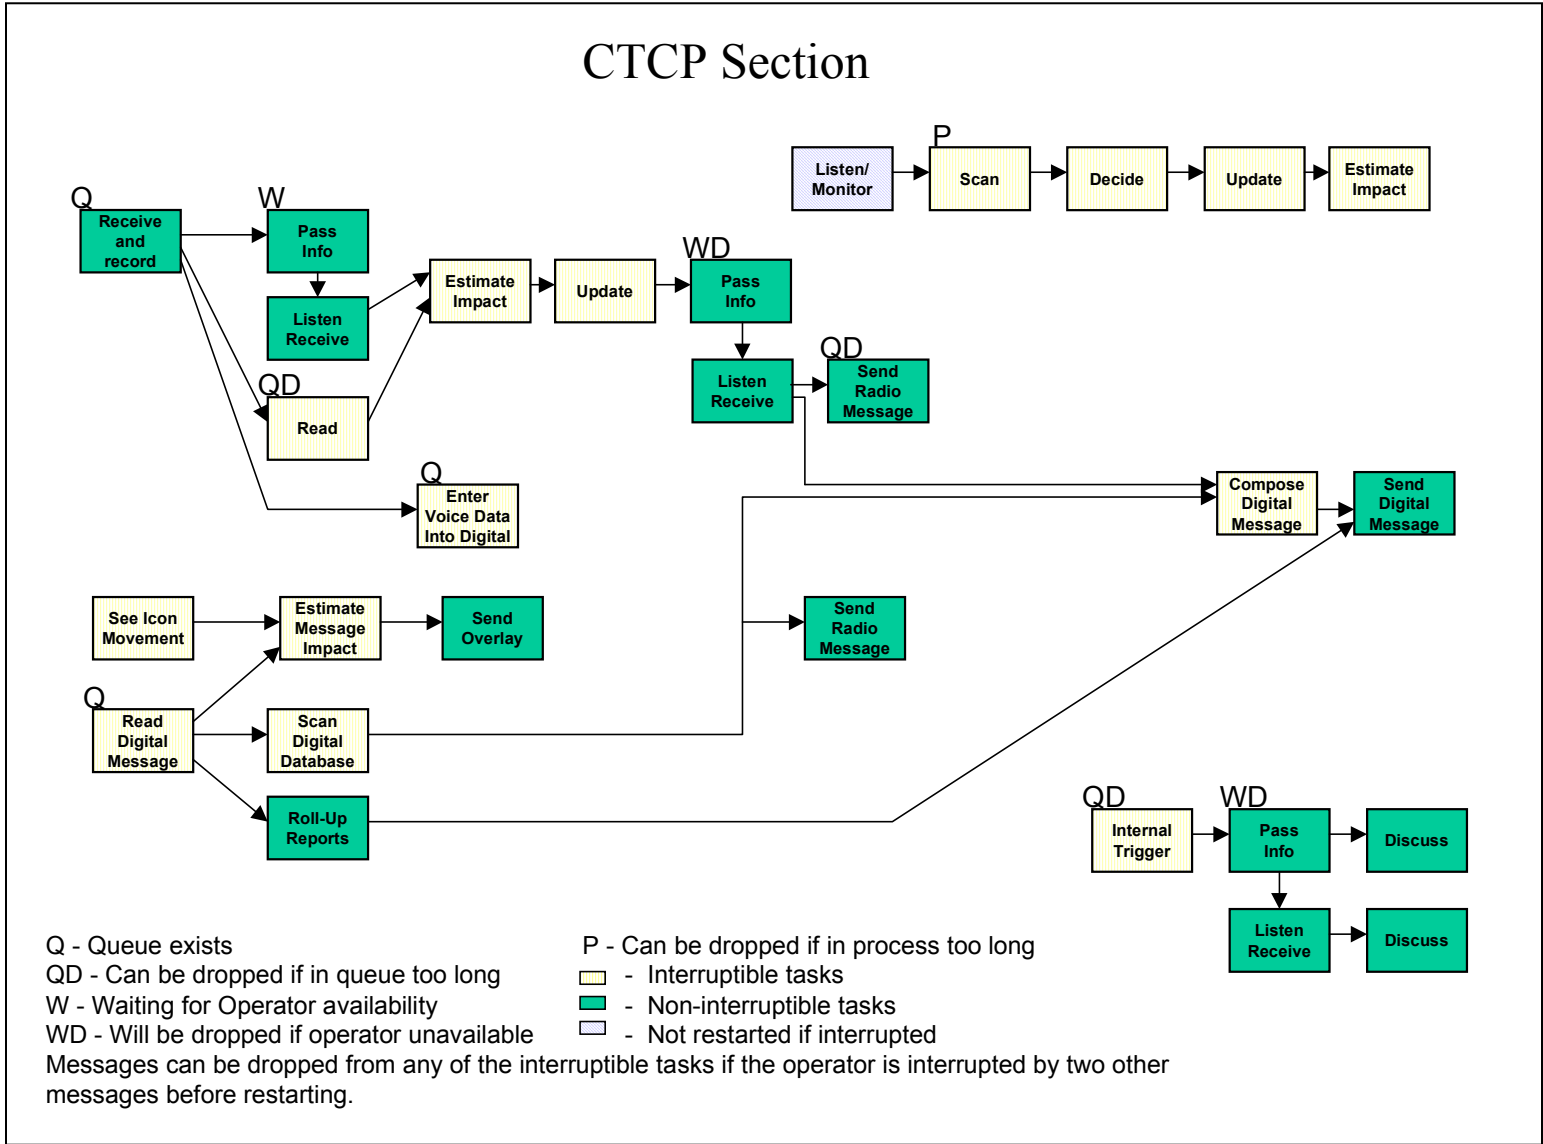 CTCP Section
P
Listen/
Monitor
Scan
Decide
Update
Estimate
Impact
Q
Receive
and
record
W
Pass
Info
Listen
Receive
QD
Read
Estimate
Impact
Update
WD
Pass
Info
Listen
Receive
QD
Send
Radio
Message
Q
Enter
Voice Data
Into Digital
Compose
Digital
Message
Send
Digital
Message
See Icon
Movement
Estimate
Message
Impact
Send
Overlay
Send
Radio
Message
Q
Read
Digital
Message
Scan
Digital
Database
Roll-Up
Reports
QD
Internal
Trigger
WD
Pass
Info
Discuss
Listen
Receive
Discuss
Q - Queue exists
QD - Can be dropped if in queue too long
W - Waiting for Operator availability
WD - Will be dropped if operator unavailable
P - Can be dropped if in process too long
- Interruptible tasks
- Non-interruptible tasks
- Not restarted if interrupted
Messages can be dropped from any of the interruptible tasks if the operator is interrupted by two other
messages before restarting.